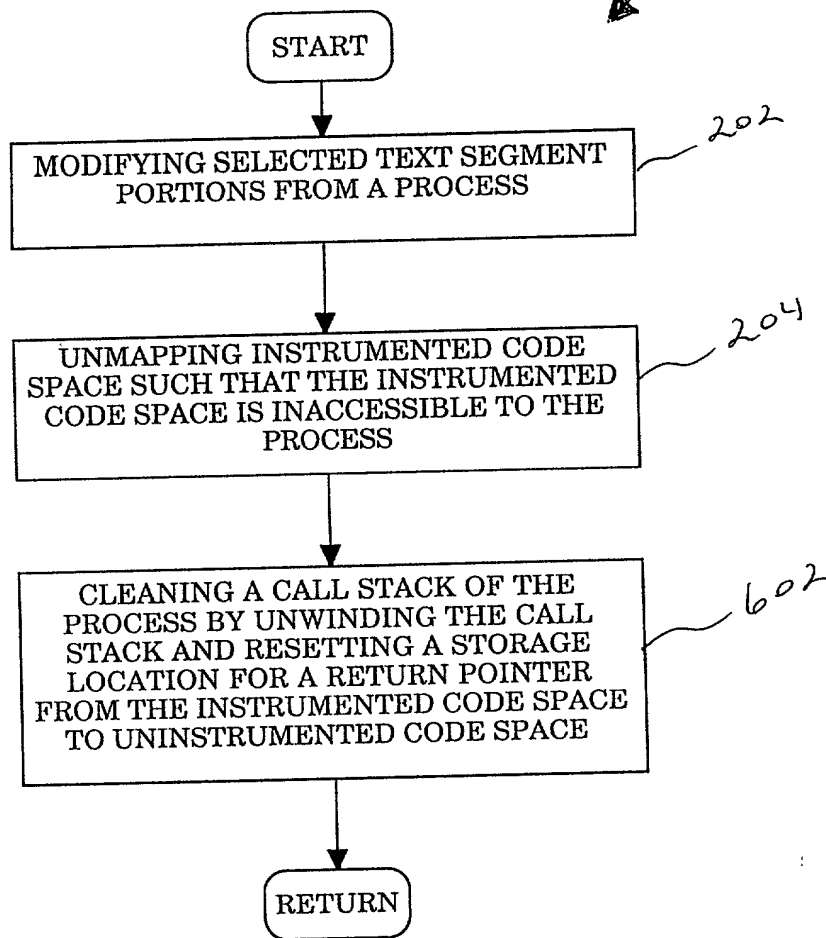 START
MODIFYING SELECTED TEXT SEGMENT
PORTIONS FROM A PROCESS
202
UNMAPPING INSTRUMENTED CODE
SPACE SUCH THAT THE INSTRUMENTED
CODE SPACE IS INACCESSIBLE TO THE
PROCESS
204
CLEANING A CALL STACK OF THE
PROCESS BY UNWINDING THE CALL
STACK AND RESETTING A STORAGE
LOCATION FOR A RETURN POINTER
FROM THE INSTRUMENTED CODE SPACE
TO UNINSTRUMENTED CODE SPACE
602
RETURN